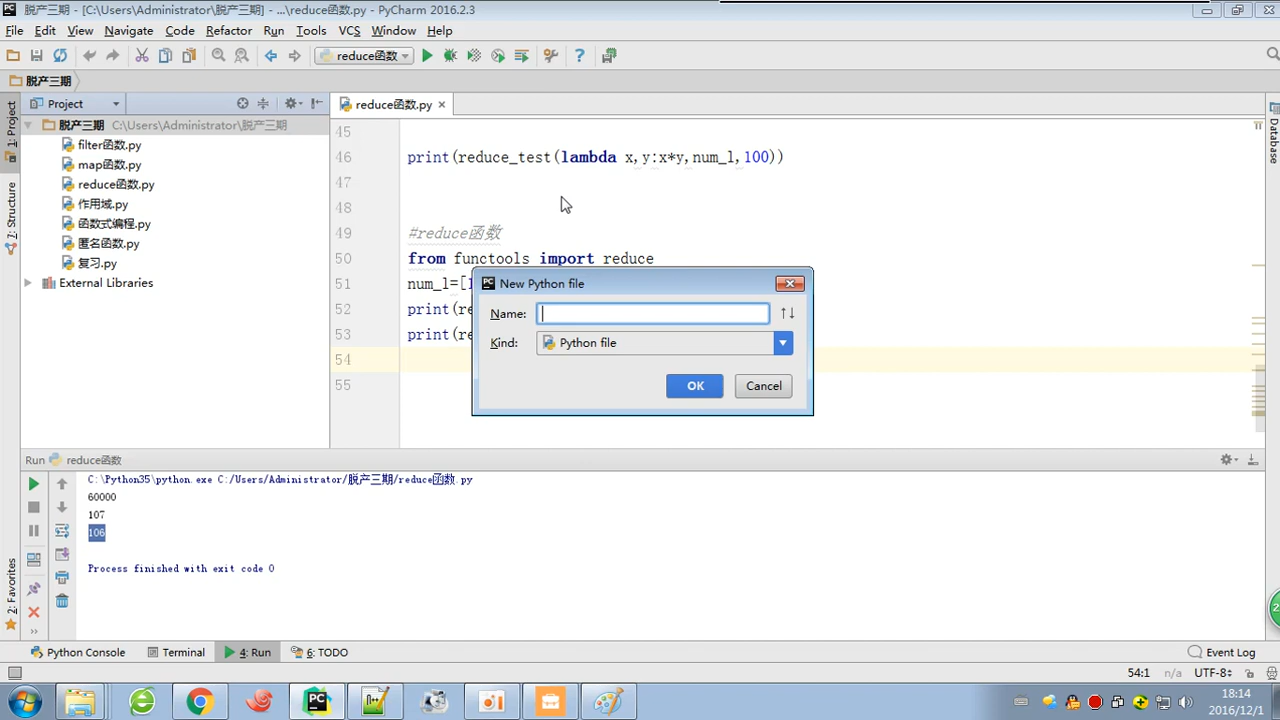 脱产三期 - [C:\Users\Administrator\脱产三期] - ...\reduce函数.py - PyCharm 2016.2.3
File Edit View Navigate Code Refactor Run Tools VCS Window Help
reduce函数
脱产三期
Project
reduce函数.py
1: Project
7: Structure
2: Favorites
Database
脱产三期 C:\Users\Administrator\脱产三期
filter函数.py
map函数.py
reduce函数.py
作用域.py
函数式编程.py
匿名函数.py
复习.py
External Libraries
45
46 print(reduce_test(lambda x,y:x*y,num_l,100))
47
48
49 #reduce函数
50 from functools import reduce
51 num_l=[
52 print(re
53 print(re
54
55
New Python file
Name:
Kind: Python file
OK Cancel
Run reduce函数
C:\Python35\python.exe C:/Users/Administrator/脱产三期/reduce函数.py
60000
107
106
Process finished with exit code 0
Python Console Terminal 4: Run 6: TODO Event Log
54:1 n/a UTF-8
18:14
2016/12/1